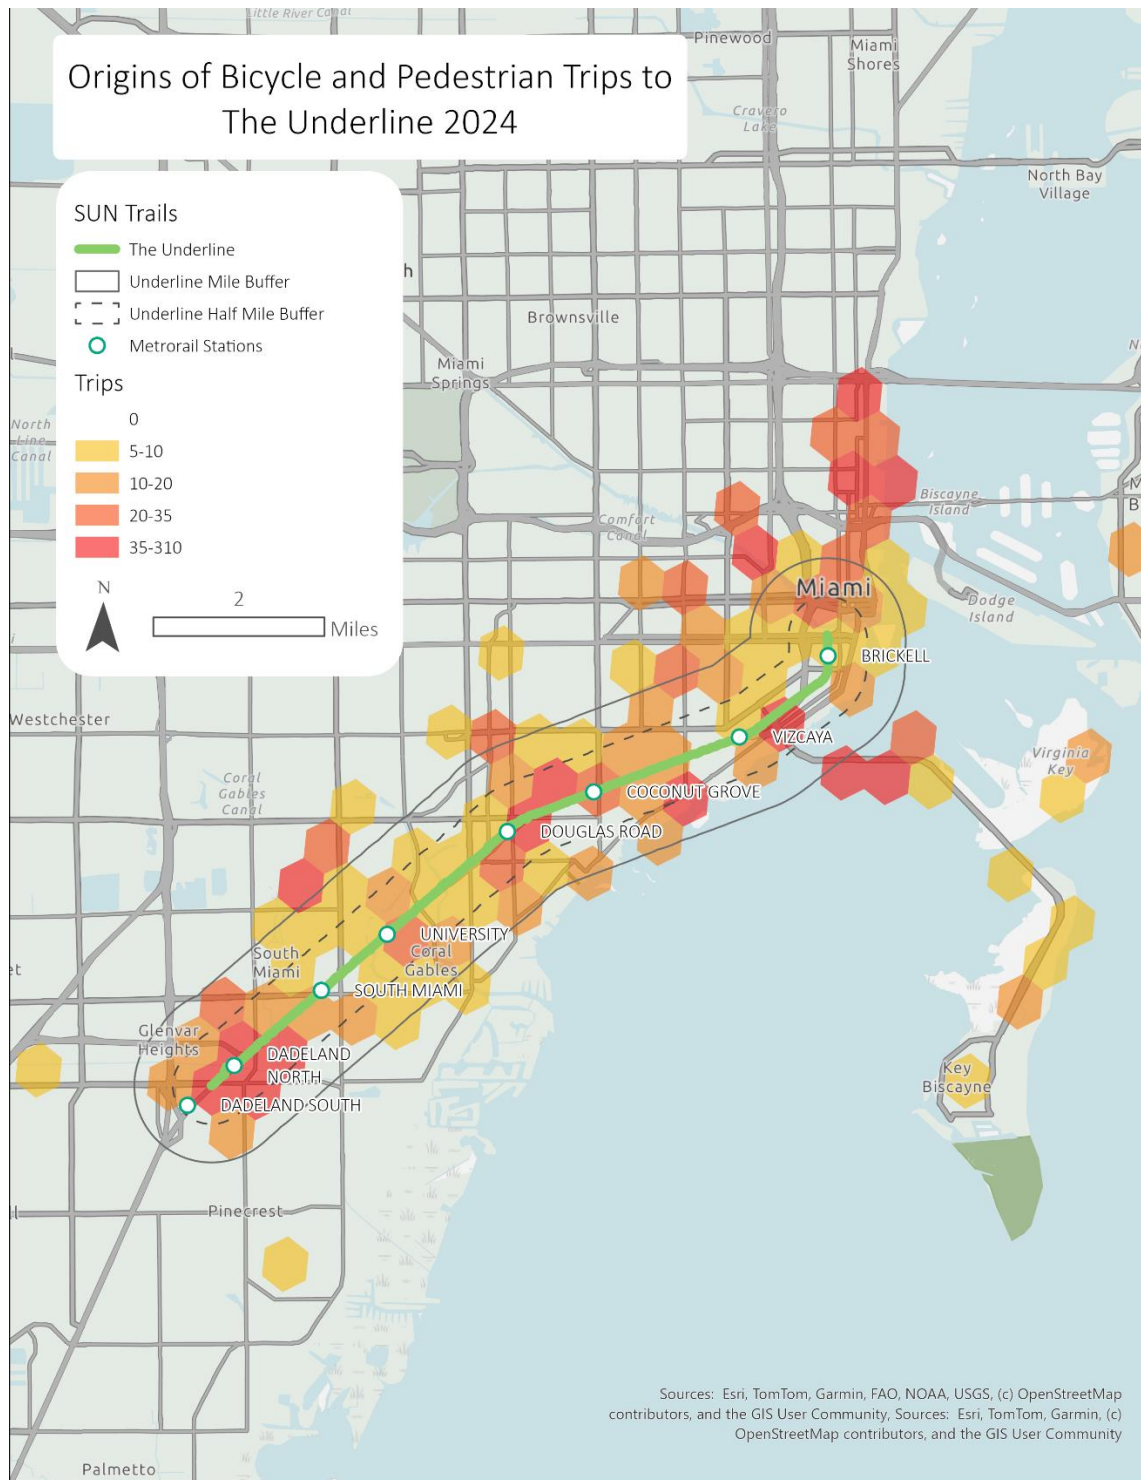 Little River Canal
Pinewood
Miami
Shores
Origins of Bicycle and Pedestrian Trips to
The Underline 2024
Cravero
Lake
North Bay
Village
SUN Trails
The Underline
Underline Mile Buffer
Underline Half Mile Buffer
Metrorail Stations
Trips
0
5-10
10-20
20-35
35-310
N
2
Miles
h
Brownsville
Miami
Springs
North
Line
Canal
N
M
B
Biscayne
Island
Comfort
Canal
Miami
Dodge
Island
BRICKELL
Westchester
VIZCAYA
Virginia
Key
Coral
Gables
Canal
COCONUT GROVE
DOUGLAS ROAD
UNIVERSITY
South
Miami
Coral
Gables
et
SOUTH MIAMI
Glenvar
Heights
DADELAND
NORTH
Key
Biscayne
DADELAND SOUTH
Pinecrest
l
Sources: Esri, TomTom, Garmin, FAO, NOAA, USGS, (c) OpenStreetMap
contributors, and the GIS User Community, Sources: Esri, TomTom, Garmin, (c)
OpenStreetMap contributors, and the GIS User Community
Palmetto